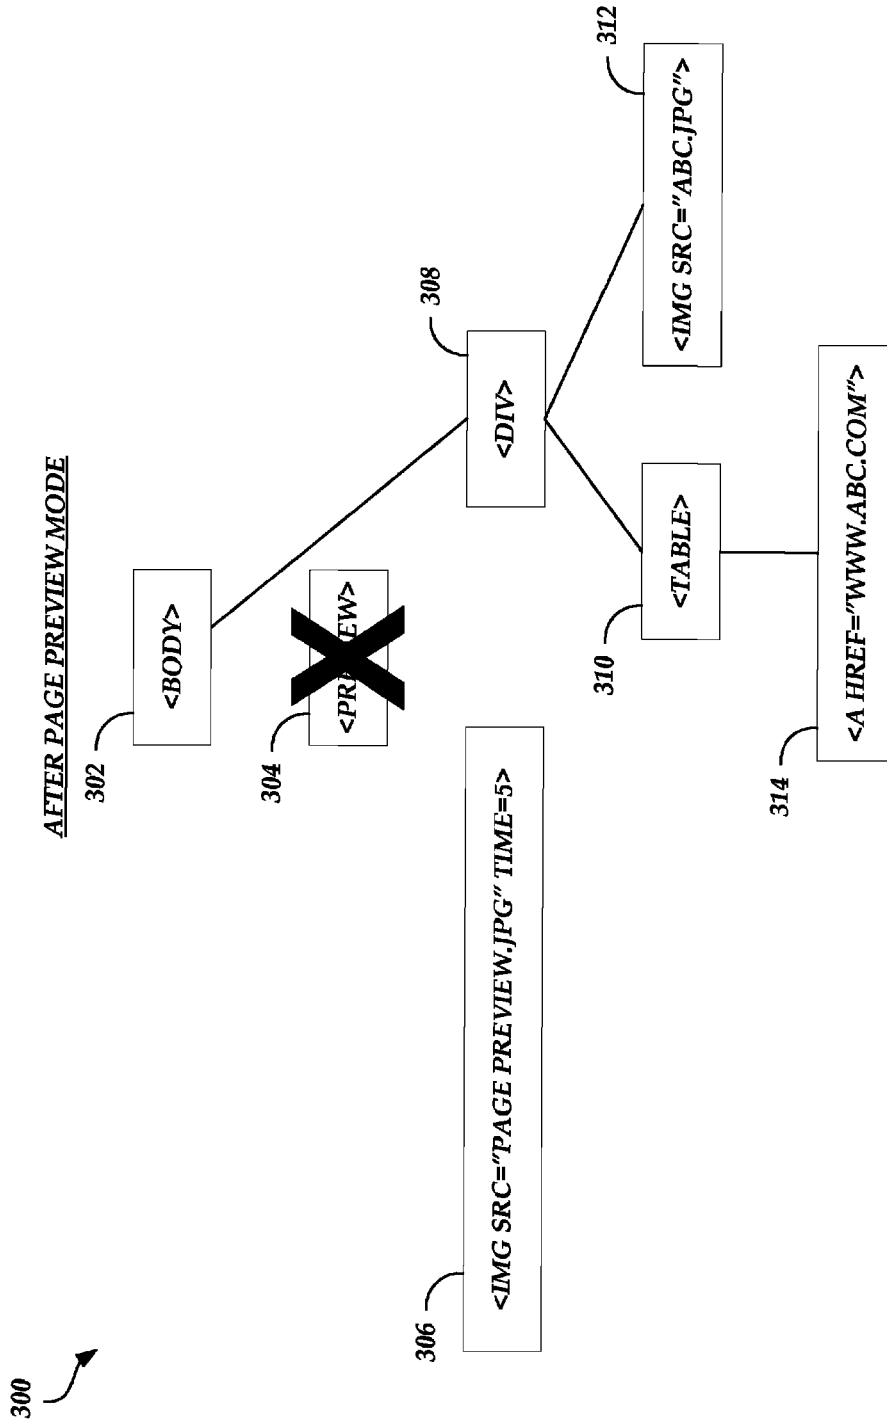 300
AFTER PAGE PREVIEW MODE
302
<BODY>
304
<PREVIEW>
306
<IMG SRC="PAGE PREVIEW.JPG" TIME=5>
308
<DIV>
310
<TABLE>
312
<IMG SRC="ABC.JPG">
314
<A HREF="WWW.ABC.COM">